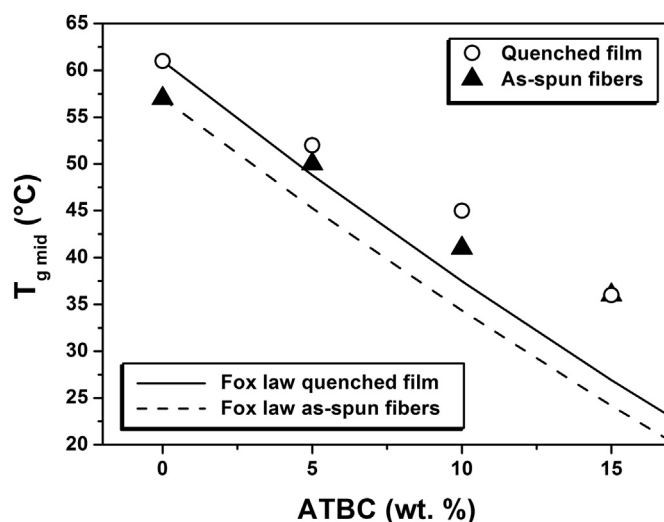 Quenched film
As-spun fibers
T g mid (°C)
65
60
55
50
45
40
35
30
25
20
Fox law quenched film
Fox law as-spun fibers
0
5
10
15
ATBC (wt. %)